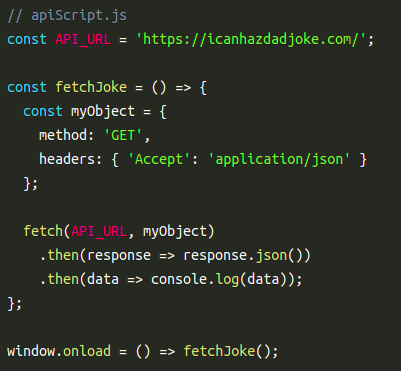 // apiScript.js
const API_URL = 'https://icanhazdadjoke.com/';

const fetchJoke = () => {
  const myObject = {
    method: 'GET',
    headers: { 'Accept': 'application/json' }
  };

  fetch(API_URL, myObject)
    .then(response => response.json())
    .then(data => console.log(data));
};

window.onload = () => fetchJoke();